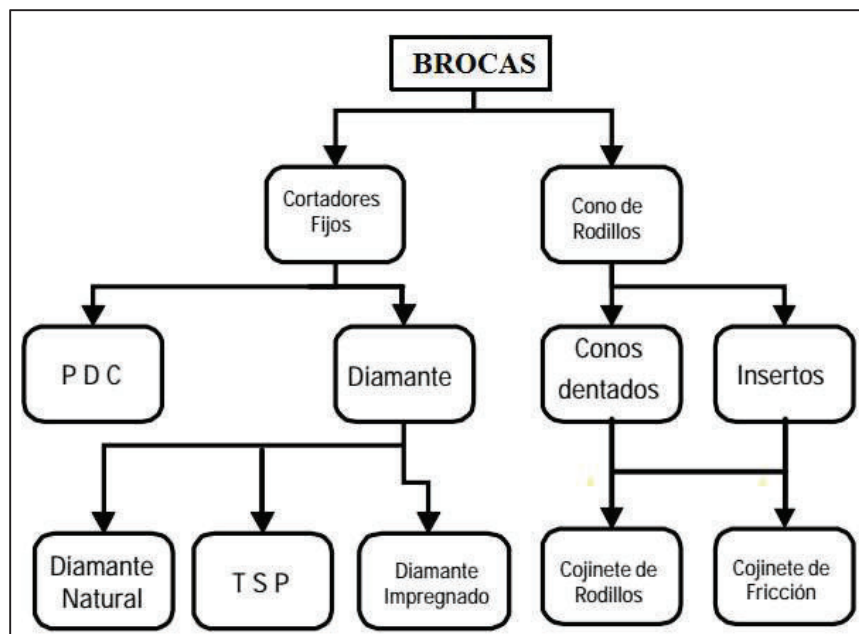 BROCAS
Cortadores
Fijos
Cono de
Rodillos
P D C
Diamante
Conos
dentados
Insertos
Diamante
Natural
T S P
Diamante
Impregnado
Cojinete de
Rodillos
Cojinete de
Fricción